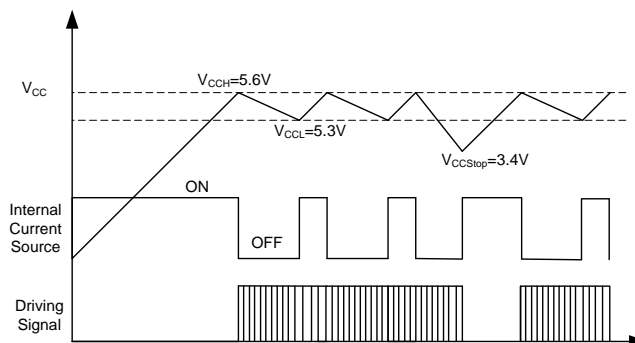 V_CC
V_CCH=5.6V
V_CCL=5.3V
V_CCStop=3.4V
ON
Internal
Current
Source
OFF
Driving
Signal